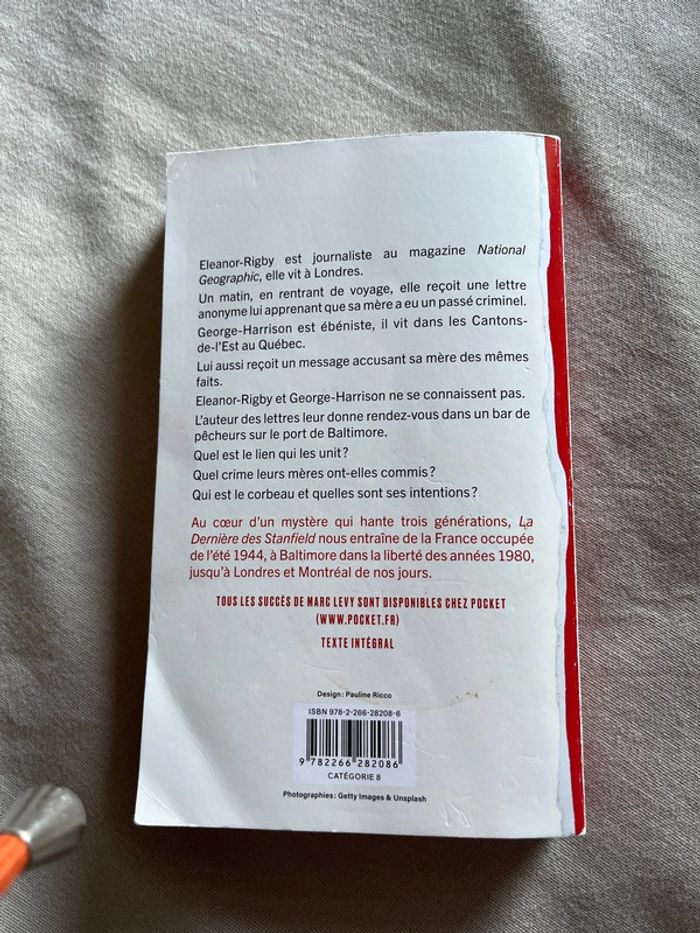 Eleanor-Rigby est journaliste au magazine National
Geographic, elle vit à Londres.
Un matin, en rentrant de voyage, elle reçoit une lettre
anonyme lui apprenant que sa mère a eu un passé criminel.
George-Harrison est ébéniste, il vit dans les Cantons-
de-l'Est au Québec.
Lui aussi reçoit un message accusant sa mère des mêmes
faits.
Eleanor-Rigby et George-Harrison ne se connaissent pas.
L'auteur des lettres leur donne rendez-vous dans un bar de
pêcheurs sur le port de Baltimore.
Quel est le lien qui les unit ?
Quel crime leurs mères ont-elles commis ?
Qui est le corbeau et quelles sont ses intentions ?
Au cœur d'un mystère qui hante trois générations, La
Dernière des Stanfield nous entraîne de la France occupée
de l'été 1944, à Baltimore dans la liberté des années 1980,
jusqu'à Londres et Montréal de nos jours.
TOUS LES SUCCÈS DE MARC LEVY SONT DISPONIBLES CHEZ POCKET
(WWW.POCKET.FR)
TEXTE INTÉGRAL
Design : Pauline Ricco
ISBN 978-2-266-28208-6
9 782266 282086
CATÉGORIE 8
Photographies : Getty Images & Unsplash